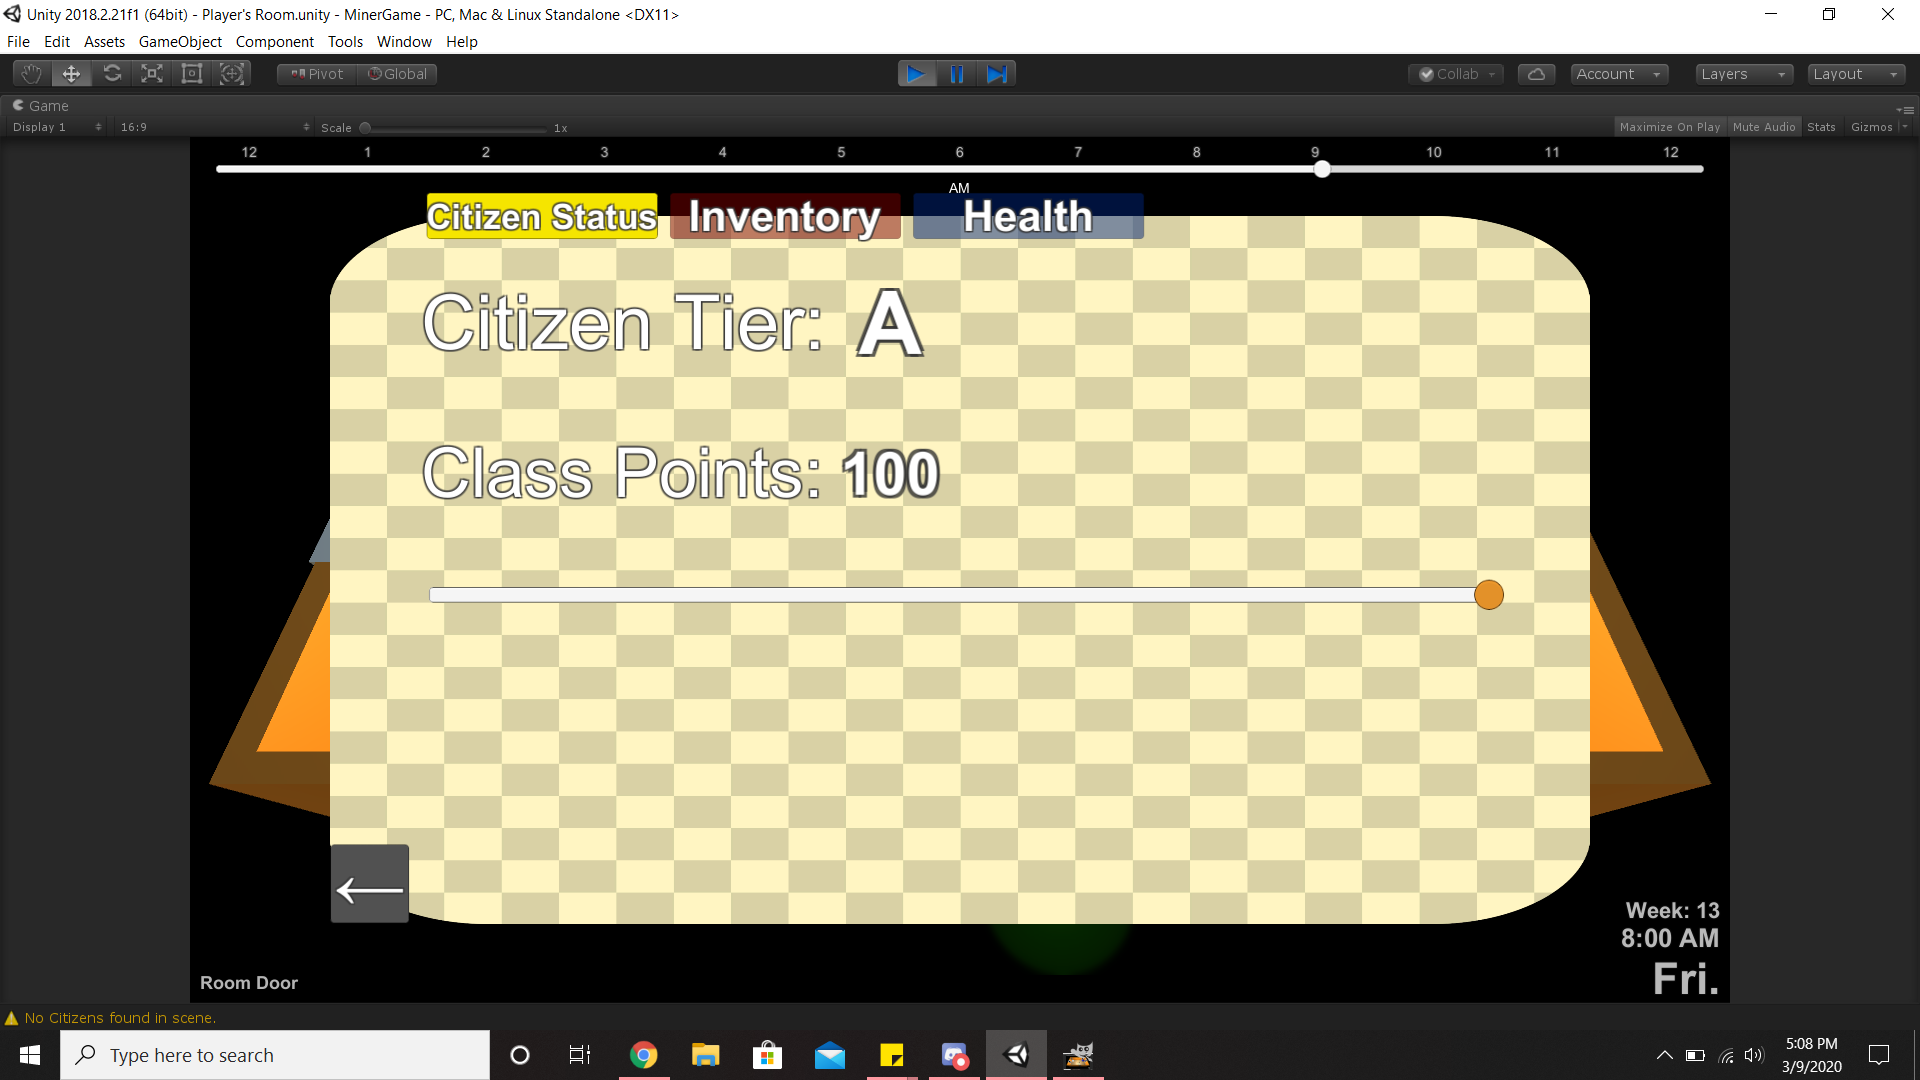 Unity 2018.2.21f1 (64bit) - Player's Room.unity - MinerGame - PC, Mac & Linux Standalone <DX11>
File Edit Assets GameObject Component Tools Window Help
Pivot Global Collab Account Layers Layout
Game
Display 1 16:9 Scale 1x Maximize On Play Mute Audio Stats Gizmos
12 1 2 3 4 5 6 7 8 9 10 11 12
AM
Citizen Status Inventory Health
Citizen Tier: A
Class Points: 100
Week: 13
8:00 AM
Fri.
Room Door
No Citizens found in scene.
Type here to search
5:08 PM
3/9/2020